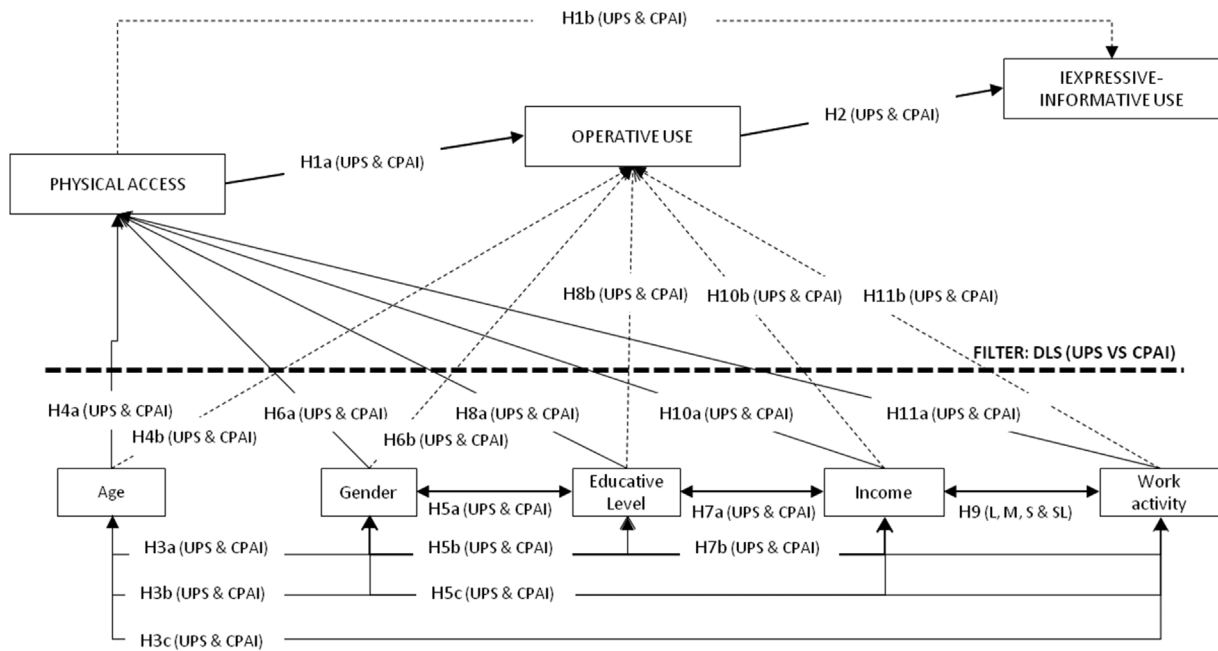 H1b (UPS & CPAI)
IEXPRESSIVE-
INFORMATIVE USE
H2 (UPS & CPAI)
OPERATIVE USE
H1a (UPS & CPAI)
PHYSICAL ACCESS
H8b (UPS & CPAI)
H10b (UPS & CPAI)
H11b (UPS & CPAI)
FILTER: DLS (UPS VS CPAI)
H4a (UPS & CPAI)
H6a (UPS & CPAI)
H8a (UPS & CPAI)
H10a (UPS & CPAI)
H11a (UPS & CPAI)
H4b (UPS & CPAI)
H6b (UPS & CPAI)
Age
Gender
Educative
Level
Income
Work
activity
H5a (UPS & CPAI)
H7a (UPS & CPAI)
H9 (L, M, S & SL)
H3a (UPS & CPAI)
H5b (UPS & CPAI)
H7b (UPS & CPAI)
H3b (UPS & CPAI)
H5c (UPS & CPAI)
H3c (UPS & CPAI)